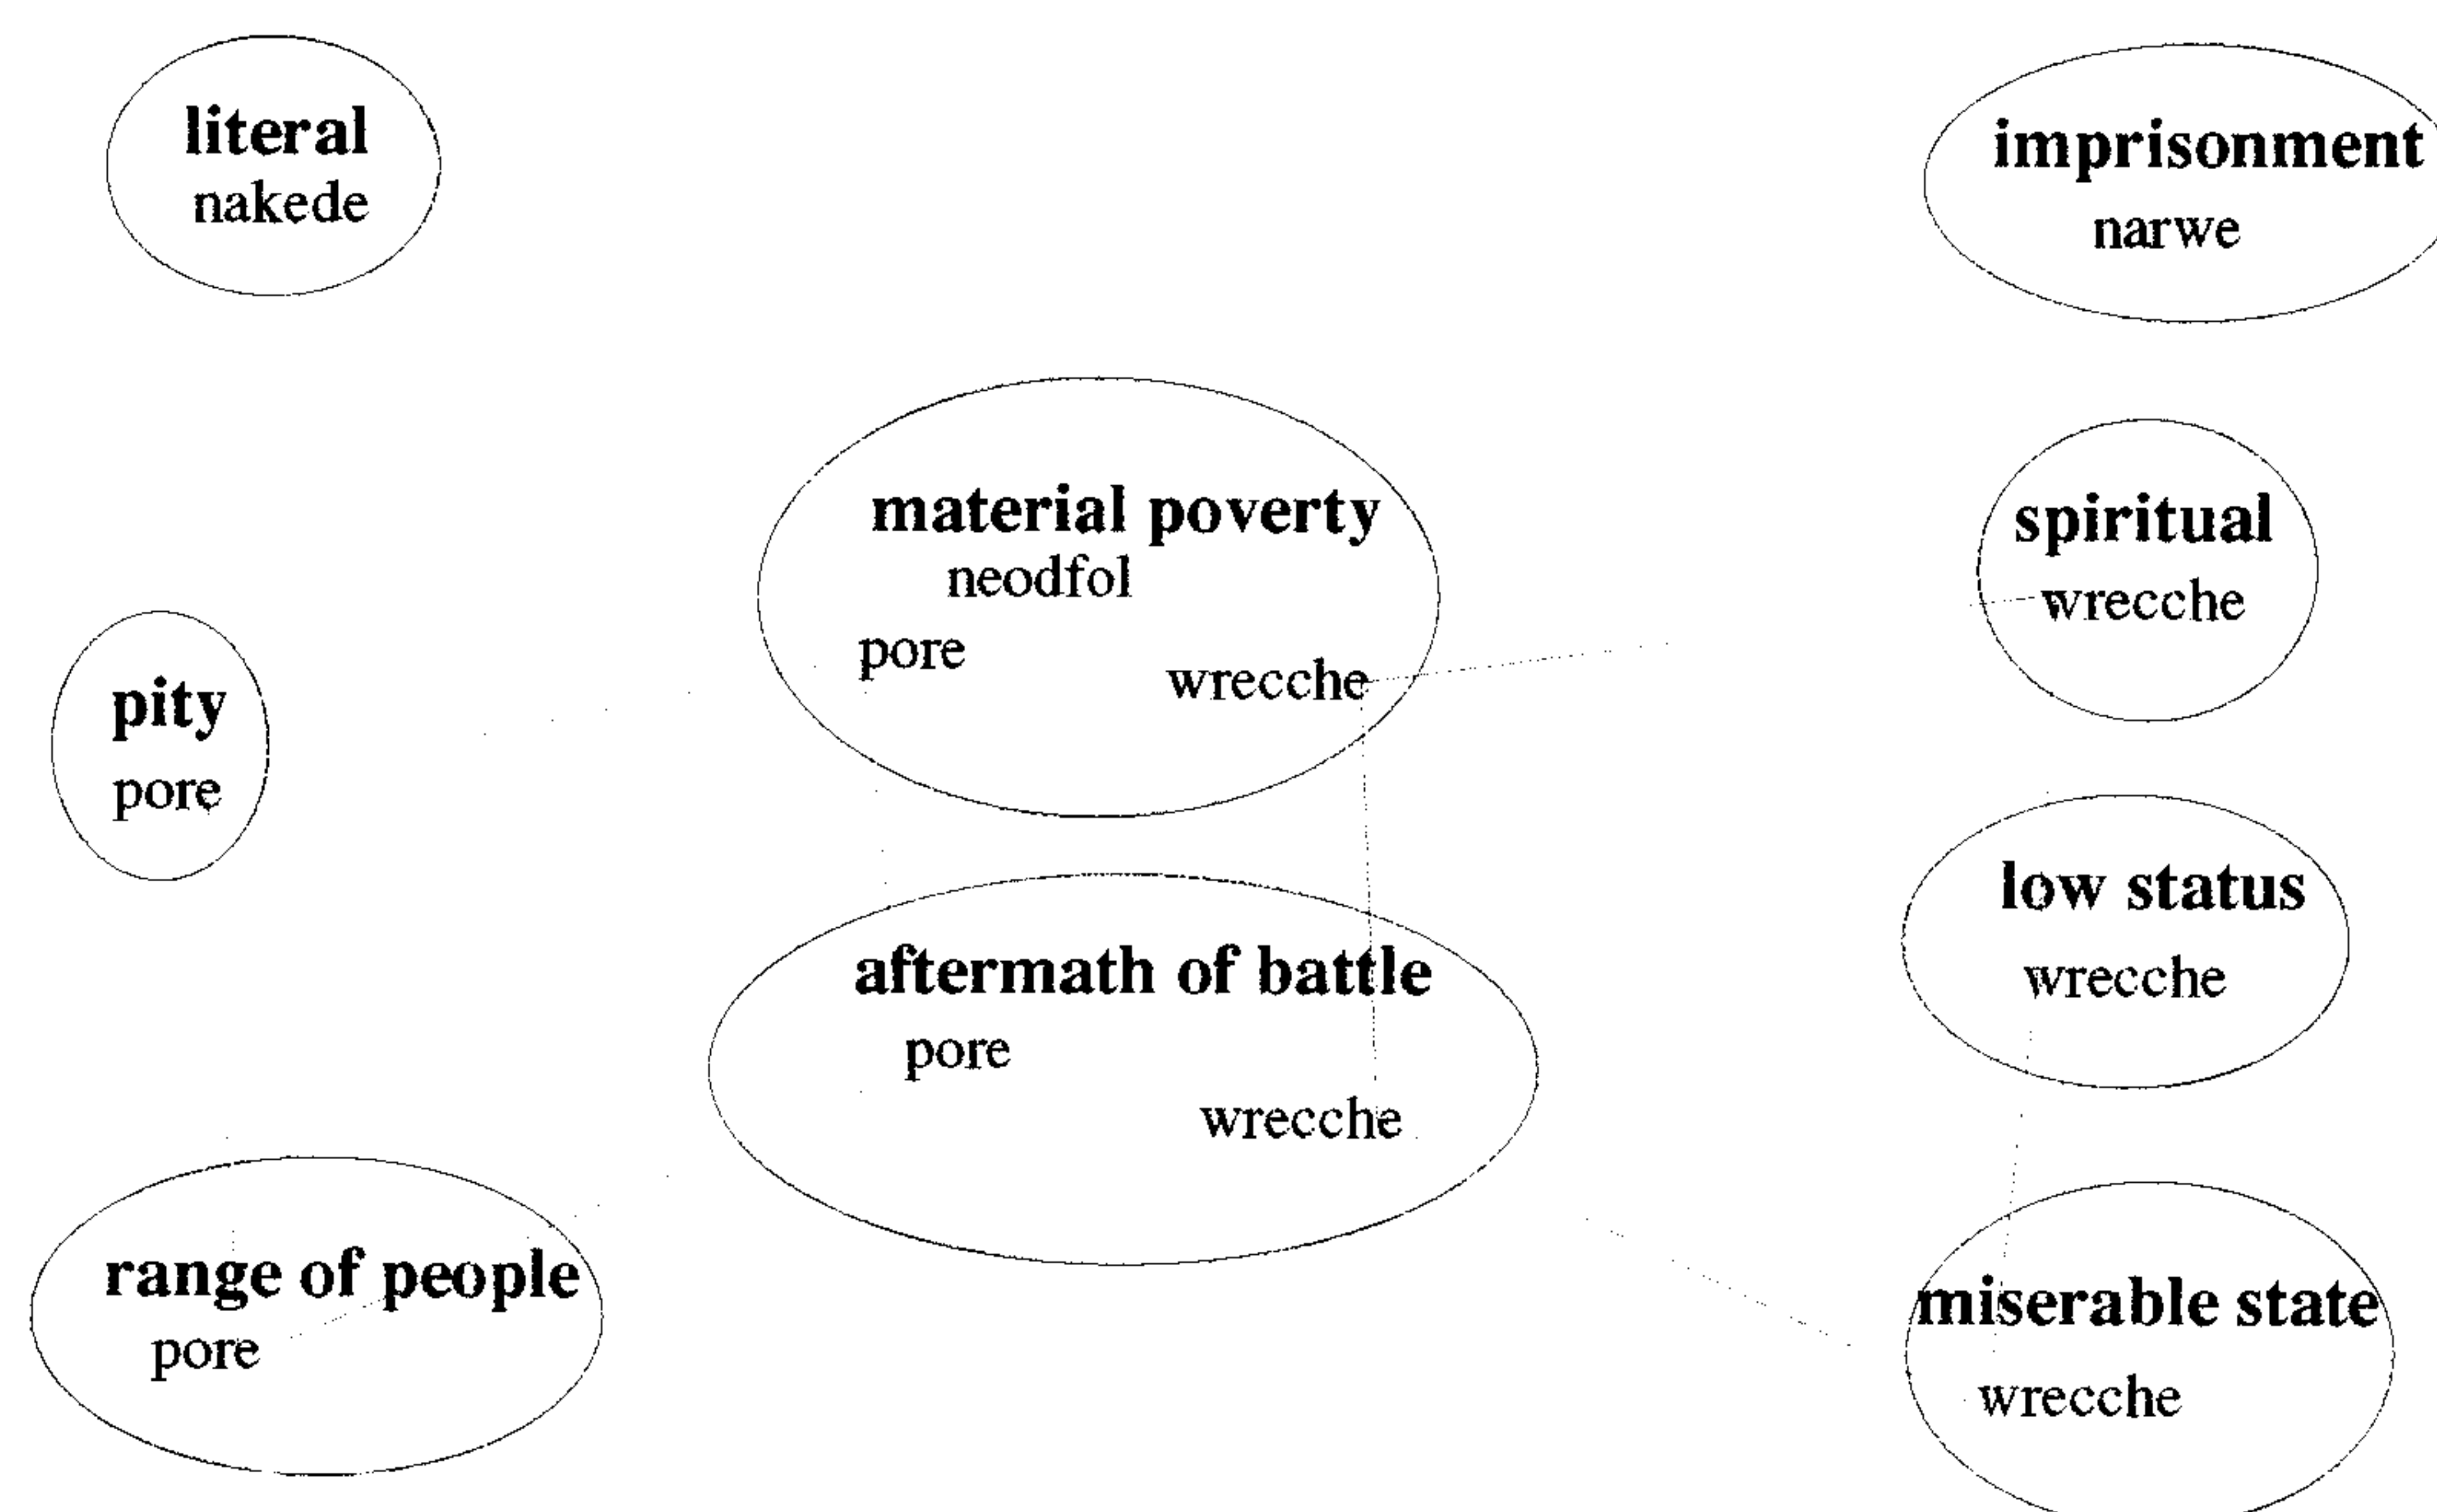 literal
nakede
imprisonment
narwe
material poverty
neodfol
pore
wrecche
spiritual
wrecche
pity
pore
low status
wrecche
aftermath of battle
pore
wrecche
range of people
pore
miserable state
wrecche